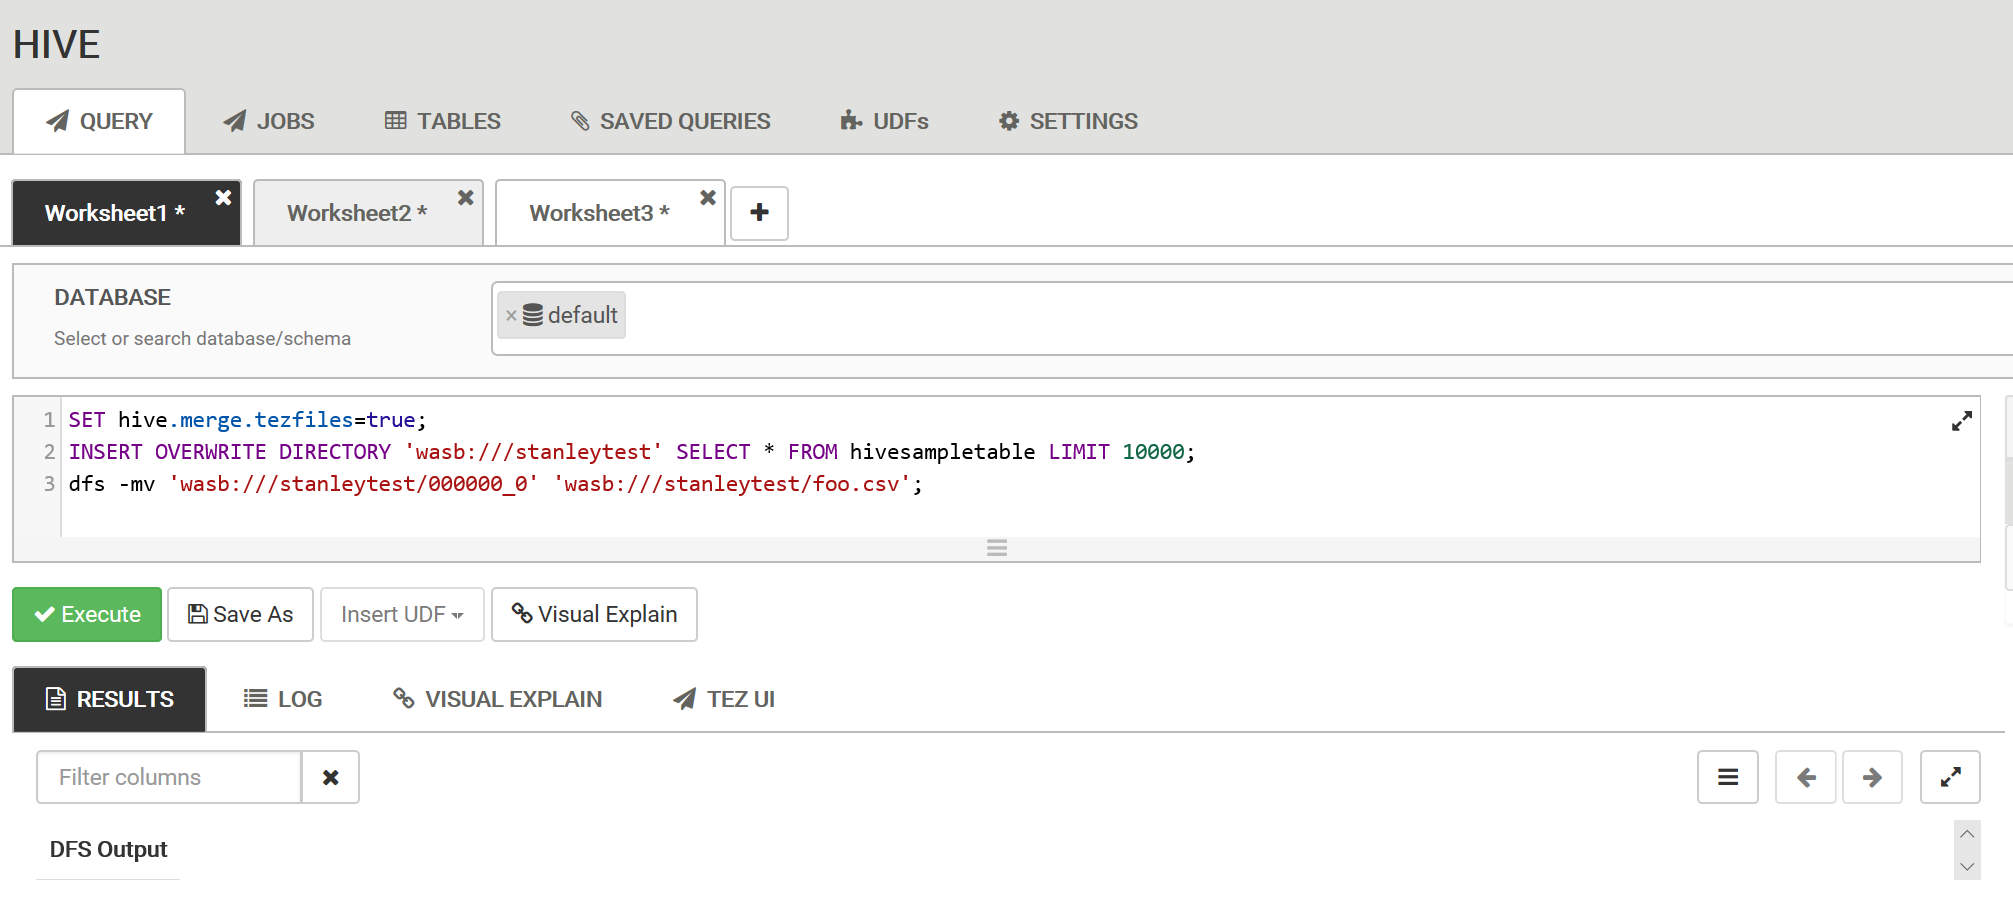 HIVE
QUERY JOBS TABLES SAVED QUERIES UDFs SETTINGS
Worksheet1 * Worksheet2 * Worksheet3 *
DATABASE
Select or search database/schema
× default
1 SET hive.merge.tezfiles=true;
2 INSERT OVERWRITE DIRECTORY 'wasb:///stanleytest' SELECT * FROM hivesampletable LIMIT 10000;
3 dfs -mv 'wasb:///stanleytest/000000_0' 'wasb:///stanleytest/foo.csv';
Execute Save As Insert UDF Visual Explain
RESULTS LOG VISUAL EXPLAIN TEZ UI
Filter columns
DFS Output